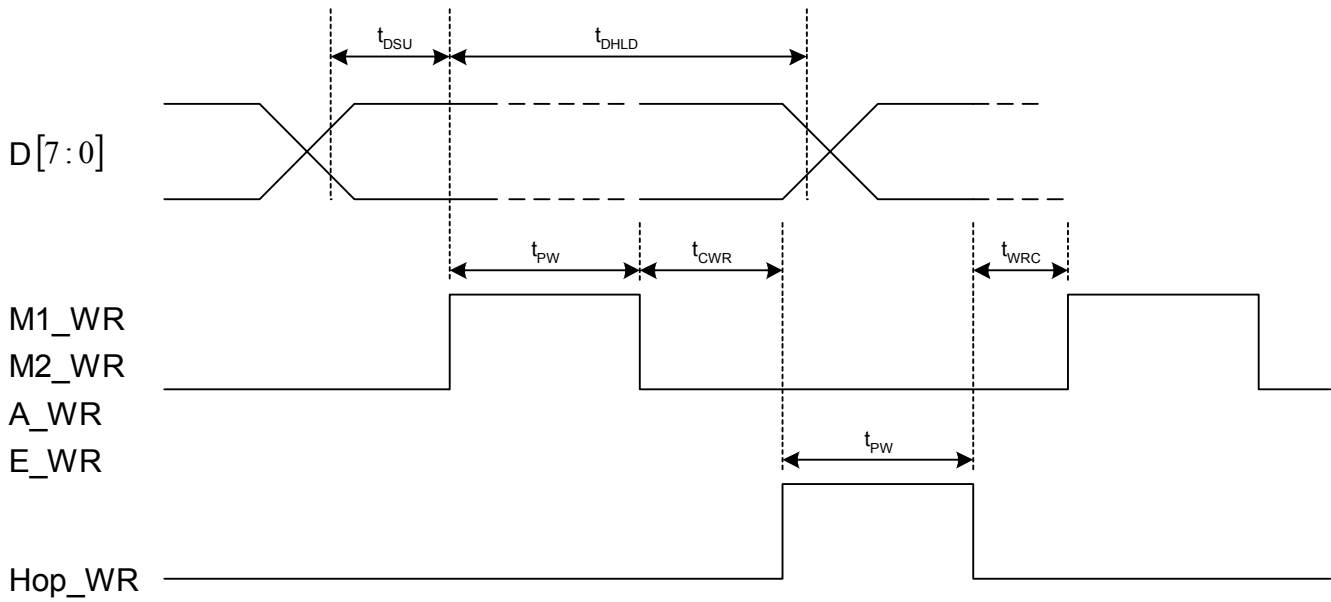 tDSU
tDHLD
D[7:0]
tPW
tCWR
tWRC
M1_WR
M2_WR
A_WR
E_WR
tPW
Hop_WR